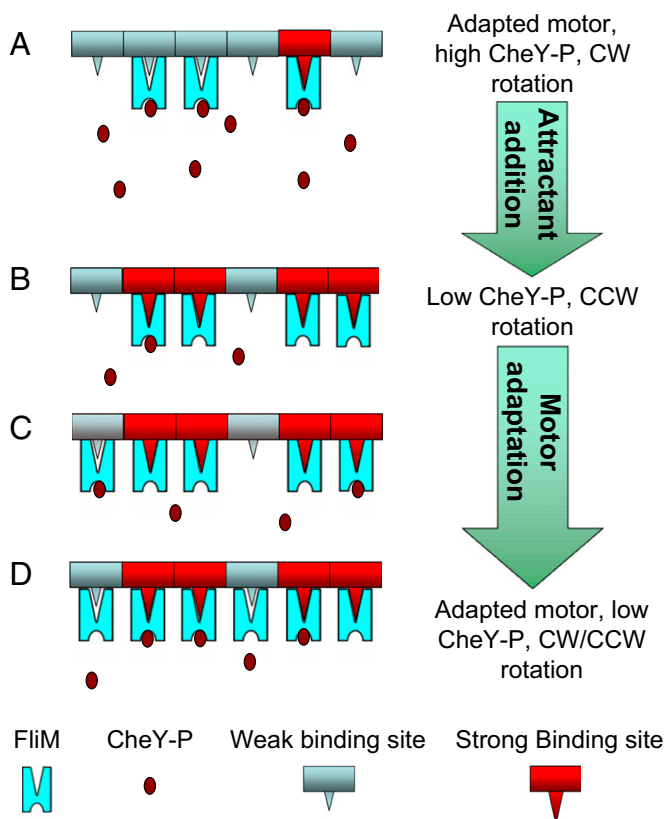 A
Adapted motor,
high CheY-P, CW
rotation
Attractant
addition
B
Low CheY-P, CCW
rotation
C
Motor
adaptation
D
Adapted motor, low
CheY-P, CW/CCW
rotation
FliM
CheY-P
Weak binding site
Strong Binding site